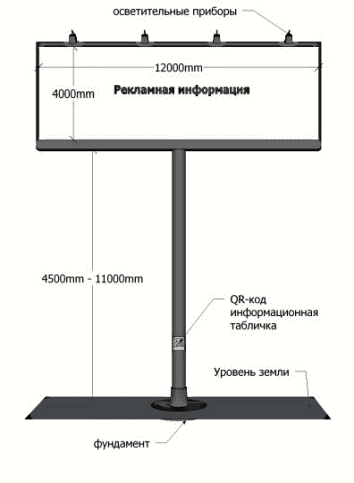 осветительные приборы
12000mm
4000mm
Рекламная информация
4500mm - 11000mm
QR-код
информационная
табличка
Уровень земли
фундамент